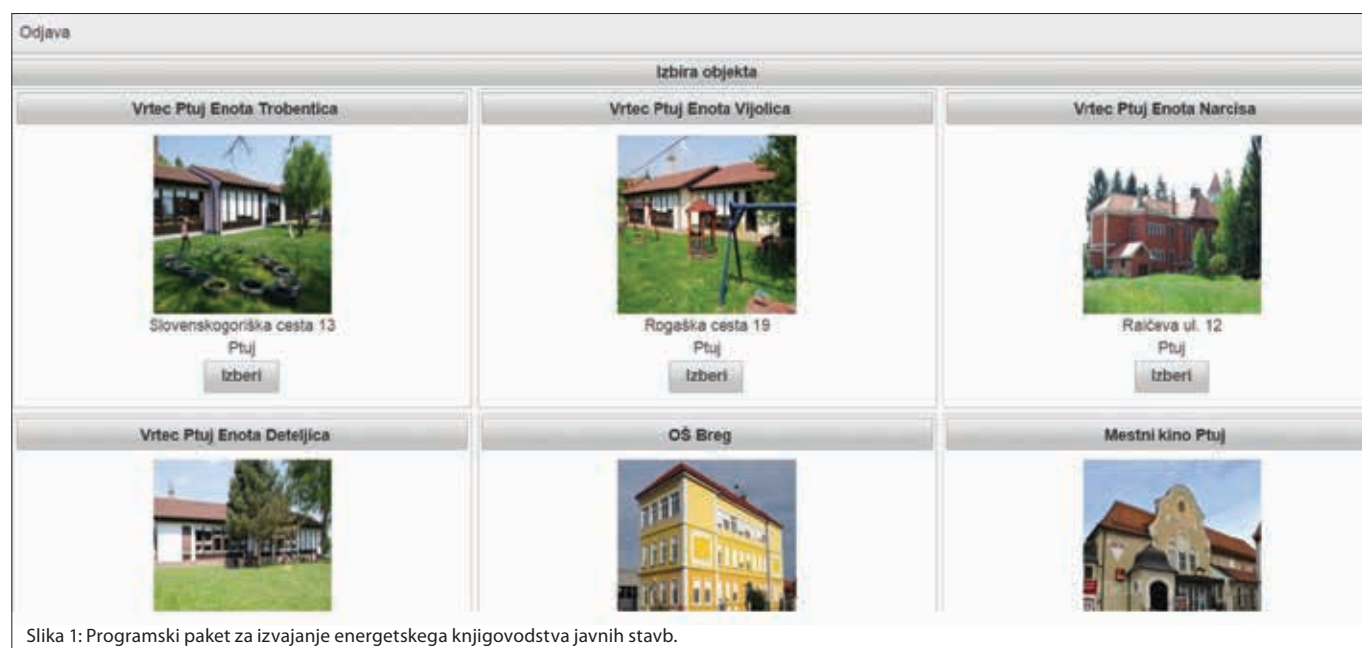 Odjava
Izbira objekta
Vrtec Ptuj Enota Trobentica
Vrtec Ptuj Enota Vijolica
Vrtec Ptuj Enota Narcisa
Slovenskogoriška cesta 13
Ptuj
Izberi
Rogaška cesta 19
Ptuj
Izberi
Raičeva ul. 12
Ptuj
Izberi
Vrtec Ptuj Enota Deteljica
OŠ Breg
Mestni kino Ptuj
Slika 1: Programski paket za izvajanje energetskega knjigovodstva javnih stavb.